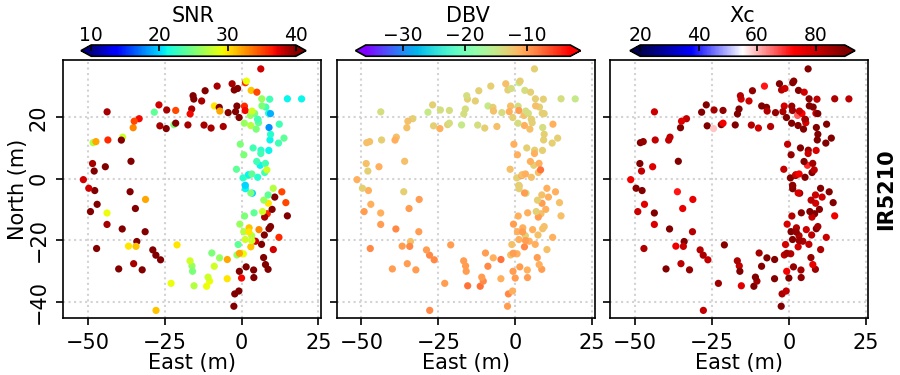 SNR DBV Xc
10 20 30 40 −30 −20 −10 20 40 60 80
North (m)
20
0
−20
−40
IR5210
−50 −25 0 25 −50 −25 0 25 −50 −25 0 25
East (m) East (m) East (m)